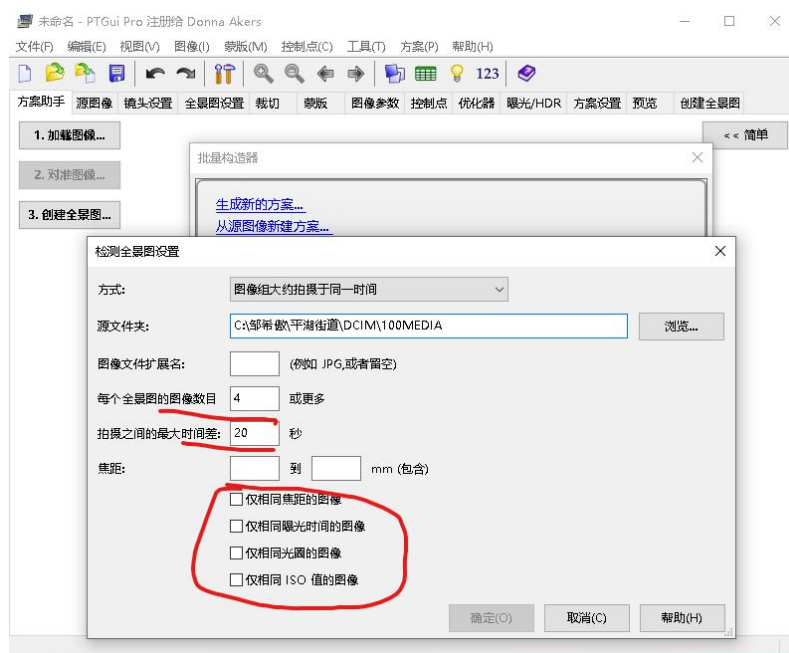 未命名 - PTGui Pro 注册给 Donna Akers
文件(F) 编辑(E) 视图(V) 图像(I) 蒙版(M) 控制点(C) 工具(T) 方案(P) 帮助(H)
123
方案助手 源图像 镜头设置 全景图设置 裁切 蒙版 图像参数 控制点 优化器 曝光/HDR 方案设置 预览 创建全景图
1. 加载图像...
<< 简单
2. 对准图像...
3. 创建全景图...
批量构造器
生成新的方案...
从源图像新建方案...
检测全景图设置
方式: 图像组大约拍摄于同一时间
源文件夹: C:\邹希傲\平湖街道\DCIM\100MEDIA 浏览...
图像文件扩展名: (例如 JPG,或者留空)
每个全景图的图像数目 4 或更多
拍摄之间的最大时间差: 20 秒
焦距: 到 mm (包含)
仅相同焦距的图像
仅相同曝光时间的图像
仅相同光圈的图像
仅相同 ISO 值的图像
确定(O) 取消(C) 帮助(H)